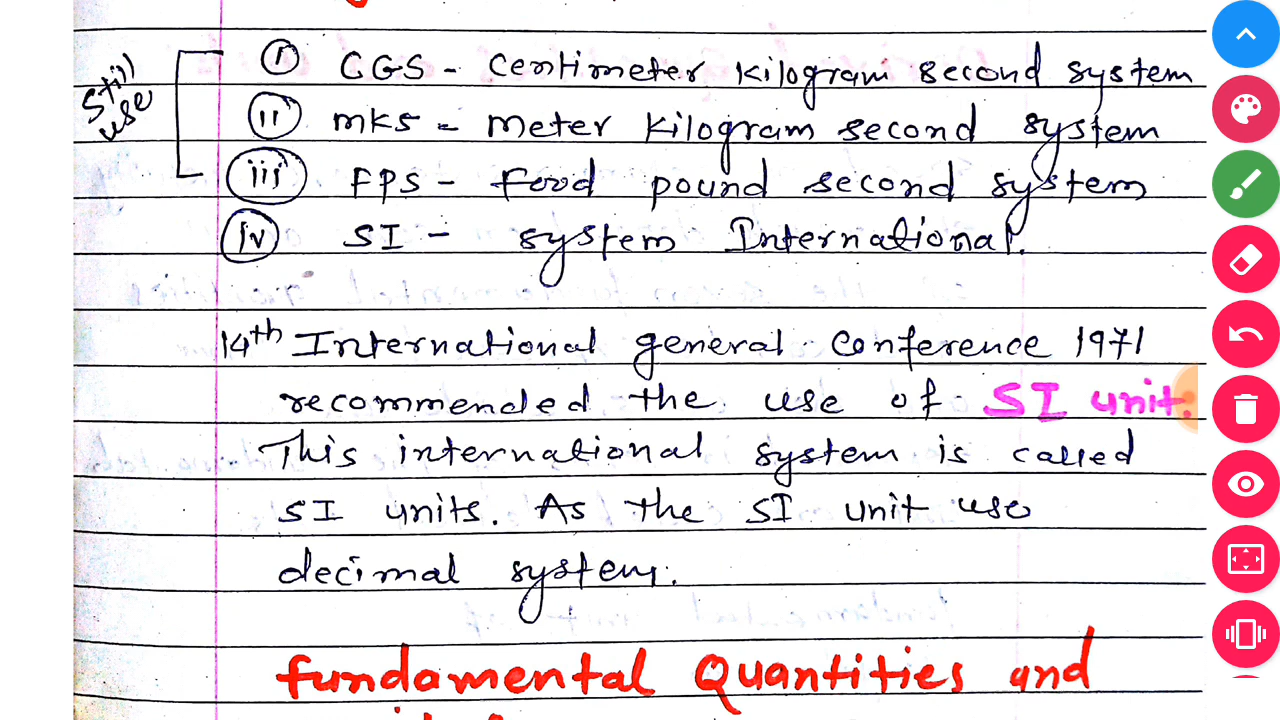 Still use
(i) CGS - Centimeter kilogram second system
(ii) mks - meter kilogram second system
(iii) FPS - food pound second system
(iv) SI - system International.
14th International general conference 1971
recommended the use of SI unit.
This international system is called
SI units. As the SI unit use
decimal system.
fundamental Quantities and